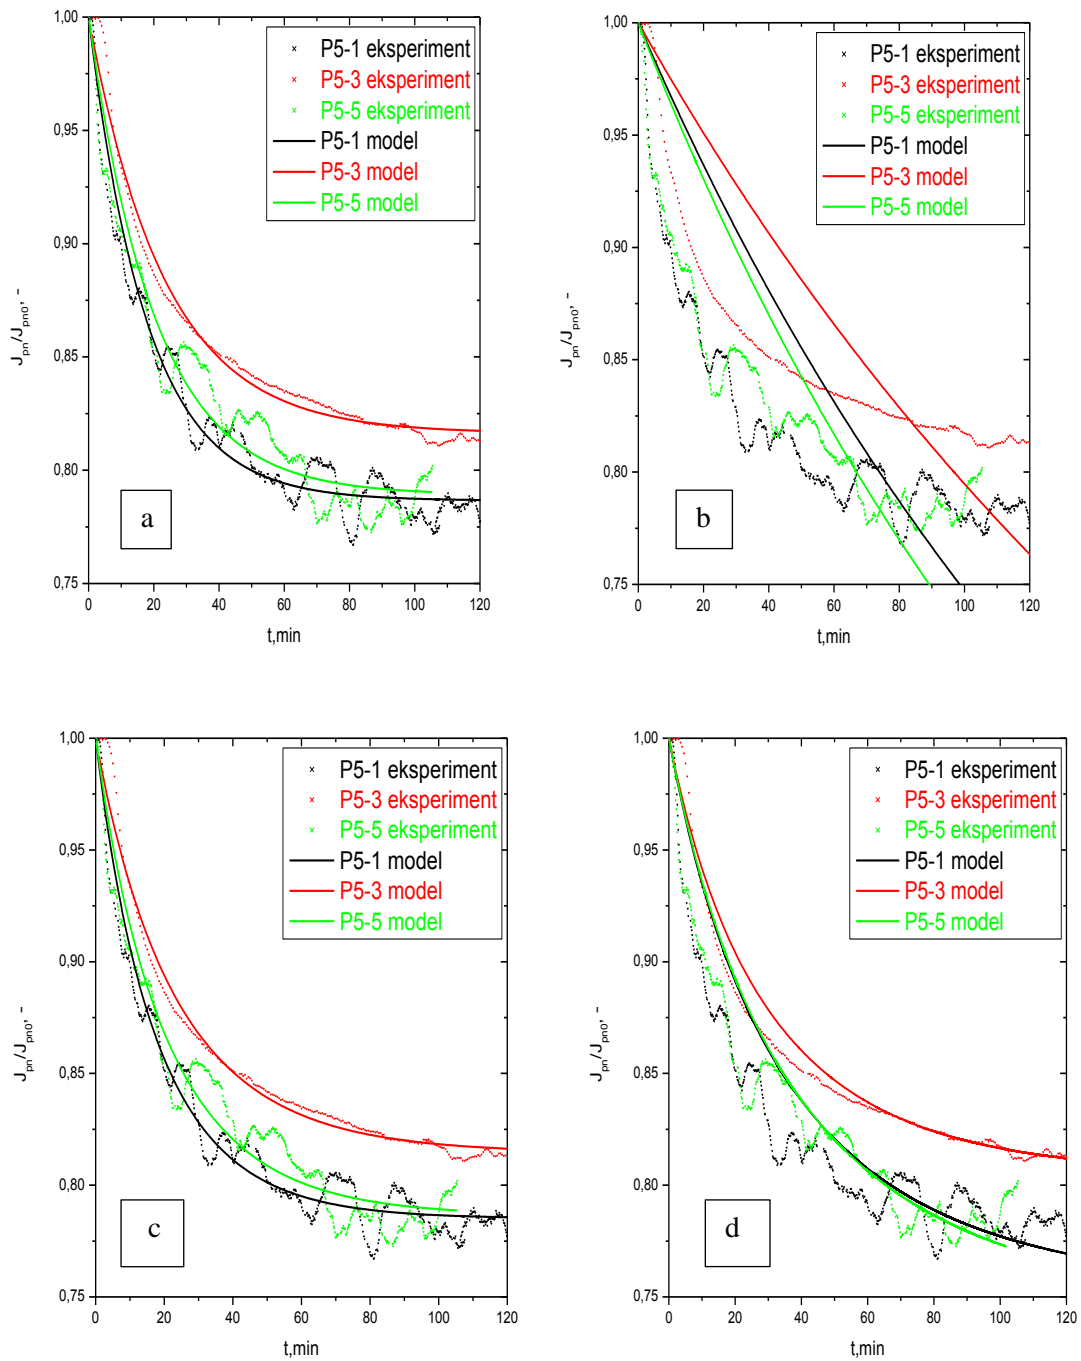 1,00
0,95
0,90
0,85
0,80
0,75
J pn/J pn0, -
0 20 40 60 80 100 120
t,min
P5-1 eksperiment
P5-3 eksperiment
P5-5 eksperiment
P5-1 model
P5-3 model
P5-5 model
a
1,00
0,95
0,90
0,85
0,80
0,75
J pn/J pn0, -
0 20 40 60 80 100 120
t,min
P5-1 eksperiment
P5-3 eksperiment
P5-5 eksperiment
P5-1 model
P5-3 model
P5-5 model
b
1,00
0,95
0,90
0,85
0,80
0,75
J pn/J pn0, -
0 20 40 60 80 100 120
t,min
P5-1 eksperiment
P5-3 eksperiment
P5-5 eksperiment
P5-1 model
P5-3 model
P5-5 model
c
1,00
0,95
0,90
0,85
0,80
0,75
J pn/J pn0, -
0 20 40 60 80 100 120
t,min
P5-1 eksperiment
P5-3 eksperiment
P5-5 eksperiment
P5-1 model
P5-3 model
P5-5 model
d